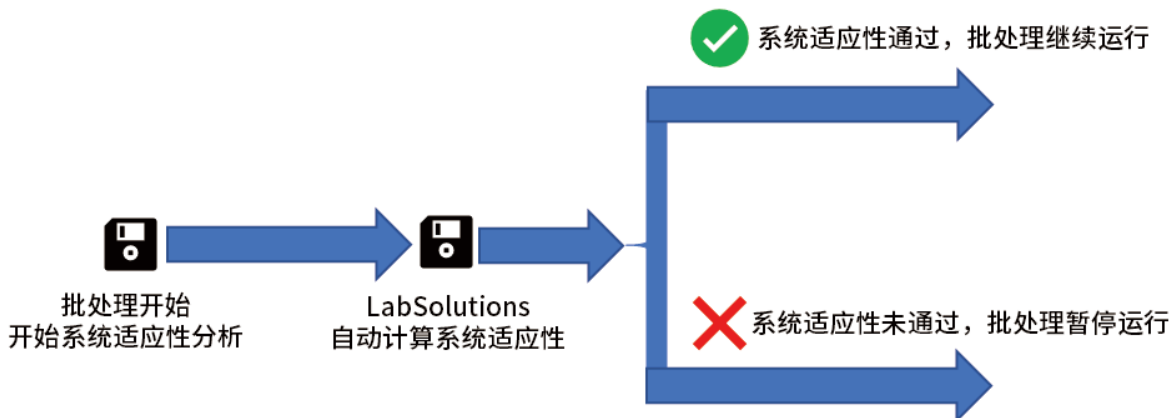 系统适应性通过，批处理继续运行
批处理开始
开始系统适应性分析
LabSolutions
自动计算系统适应性
系统适应性未通过，批处理暂停运行